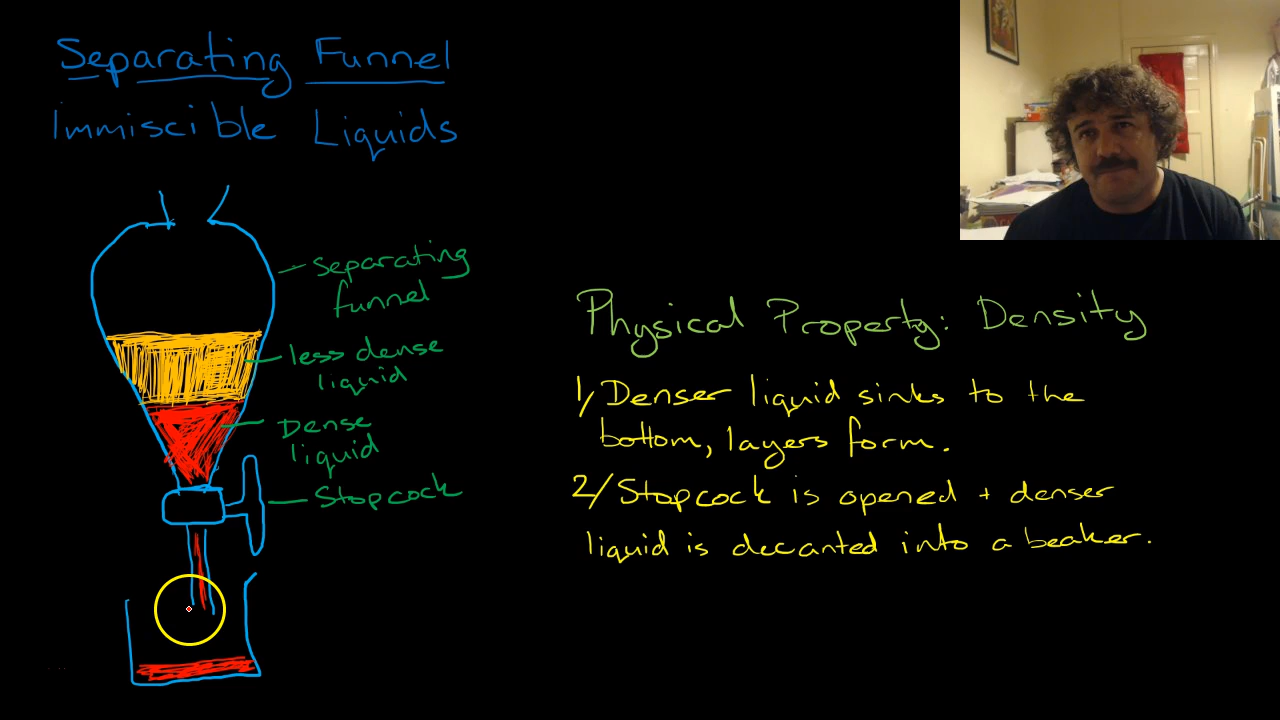 Separating Funnel
Immiscible Liquids
separating
funnel
less dense
liquid
Dense
liquid
Stopcock
Physical Property: Density
1/ Denser liquid sinks to the
bottom, layers form.
2/ Stopcock is opened + denser
liquid is decanted into a beaker.